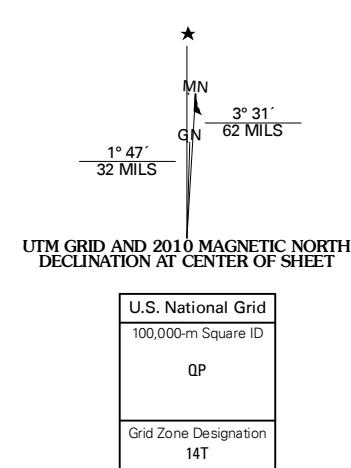 ★
MN
3° 31´
62 MILS
GN
1° 47´
32 MILS
UTM GRID AND 2010 MAGNETIC NORTH
DECLINATION AT CENTER OF SHEET
U.S. National Grid
100,000-m Square ID
QP
Grid Zone Designation
14T